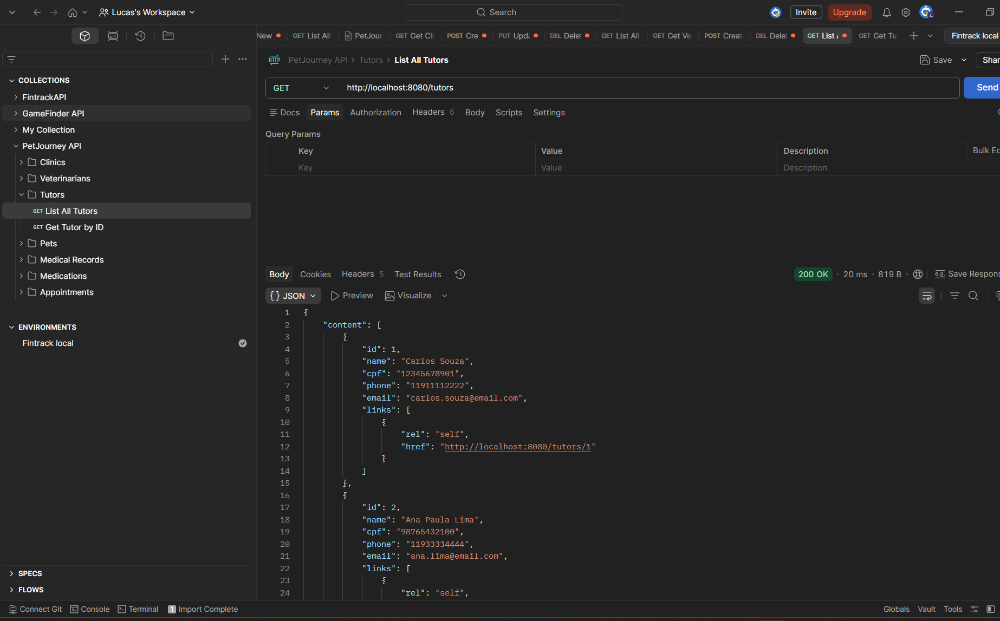 Lucas's Workspace
Search
Invite
Upgrade
New
GET List All
PetJour
GET Get Cli
POST Cre
PUT Upda
DEL Delet
GET List All
GET Get Ve
POST Creat
DEL Delet
GET List A
GET Get Tu
Fintrack local
HTTP PetJourney API > Tutors > List All Tutors
Save
Shar
COLLECTIONS
FintrackAPI
GameFinder API
My Collection
PetJourney API
Clinics
Veterinarians
Tutors
GET List All Tutors
GET Get Tutor by ID
Pets
Medical Records
Medications
Appointments
ENVIRONMENTS
Fintrack local
SPECS
FLOWS
GET http://localhost:8080/tutors
Send
Docs Params Authorization Headers 6 Body Scripts Settings
Query Params
Key Value Description Bulk Ed
Key Value Description
Body Cookies Headers 5 Test Results
200 OK • 20 ms • 819 B • e.g. Save Respons
{} JSON Preview Visualize
1 {
2 "content": [
3 {
4 "id": 1,
5 "name": "Carlos Souza",
6 "cpf": "12345678901",
7 "phone": "11911112222",
8 "email": "carlos.souza@email.com",
9 "links": [
10 {
11 "rel": "self",
12 "href": "http://localhost:8080/tutors/1"
13 }
14 ]
15 },
16 {
17 "id": 2,
18 "name": "Ana Paula Lima",
19 "cpf": "98765432100",
20 "phone": "11933334444",
21 "email": "ana.lima@email.com",
22 "links": [
23 {
24 "rel": "self",
Connect Git Console Terminal 1 Import Complete
Globals Vault Tools